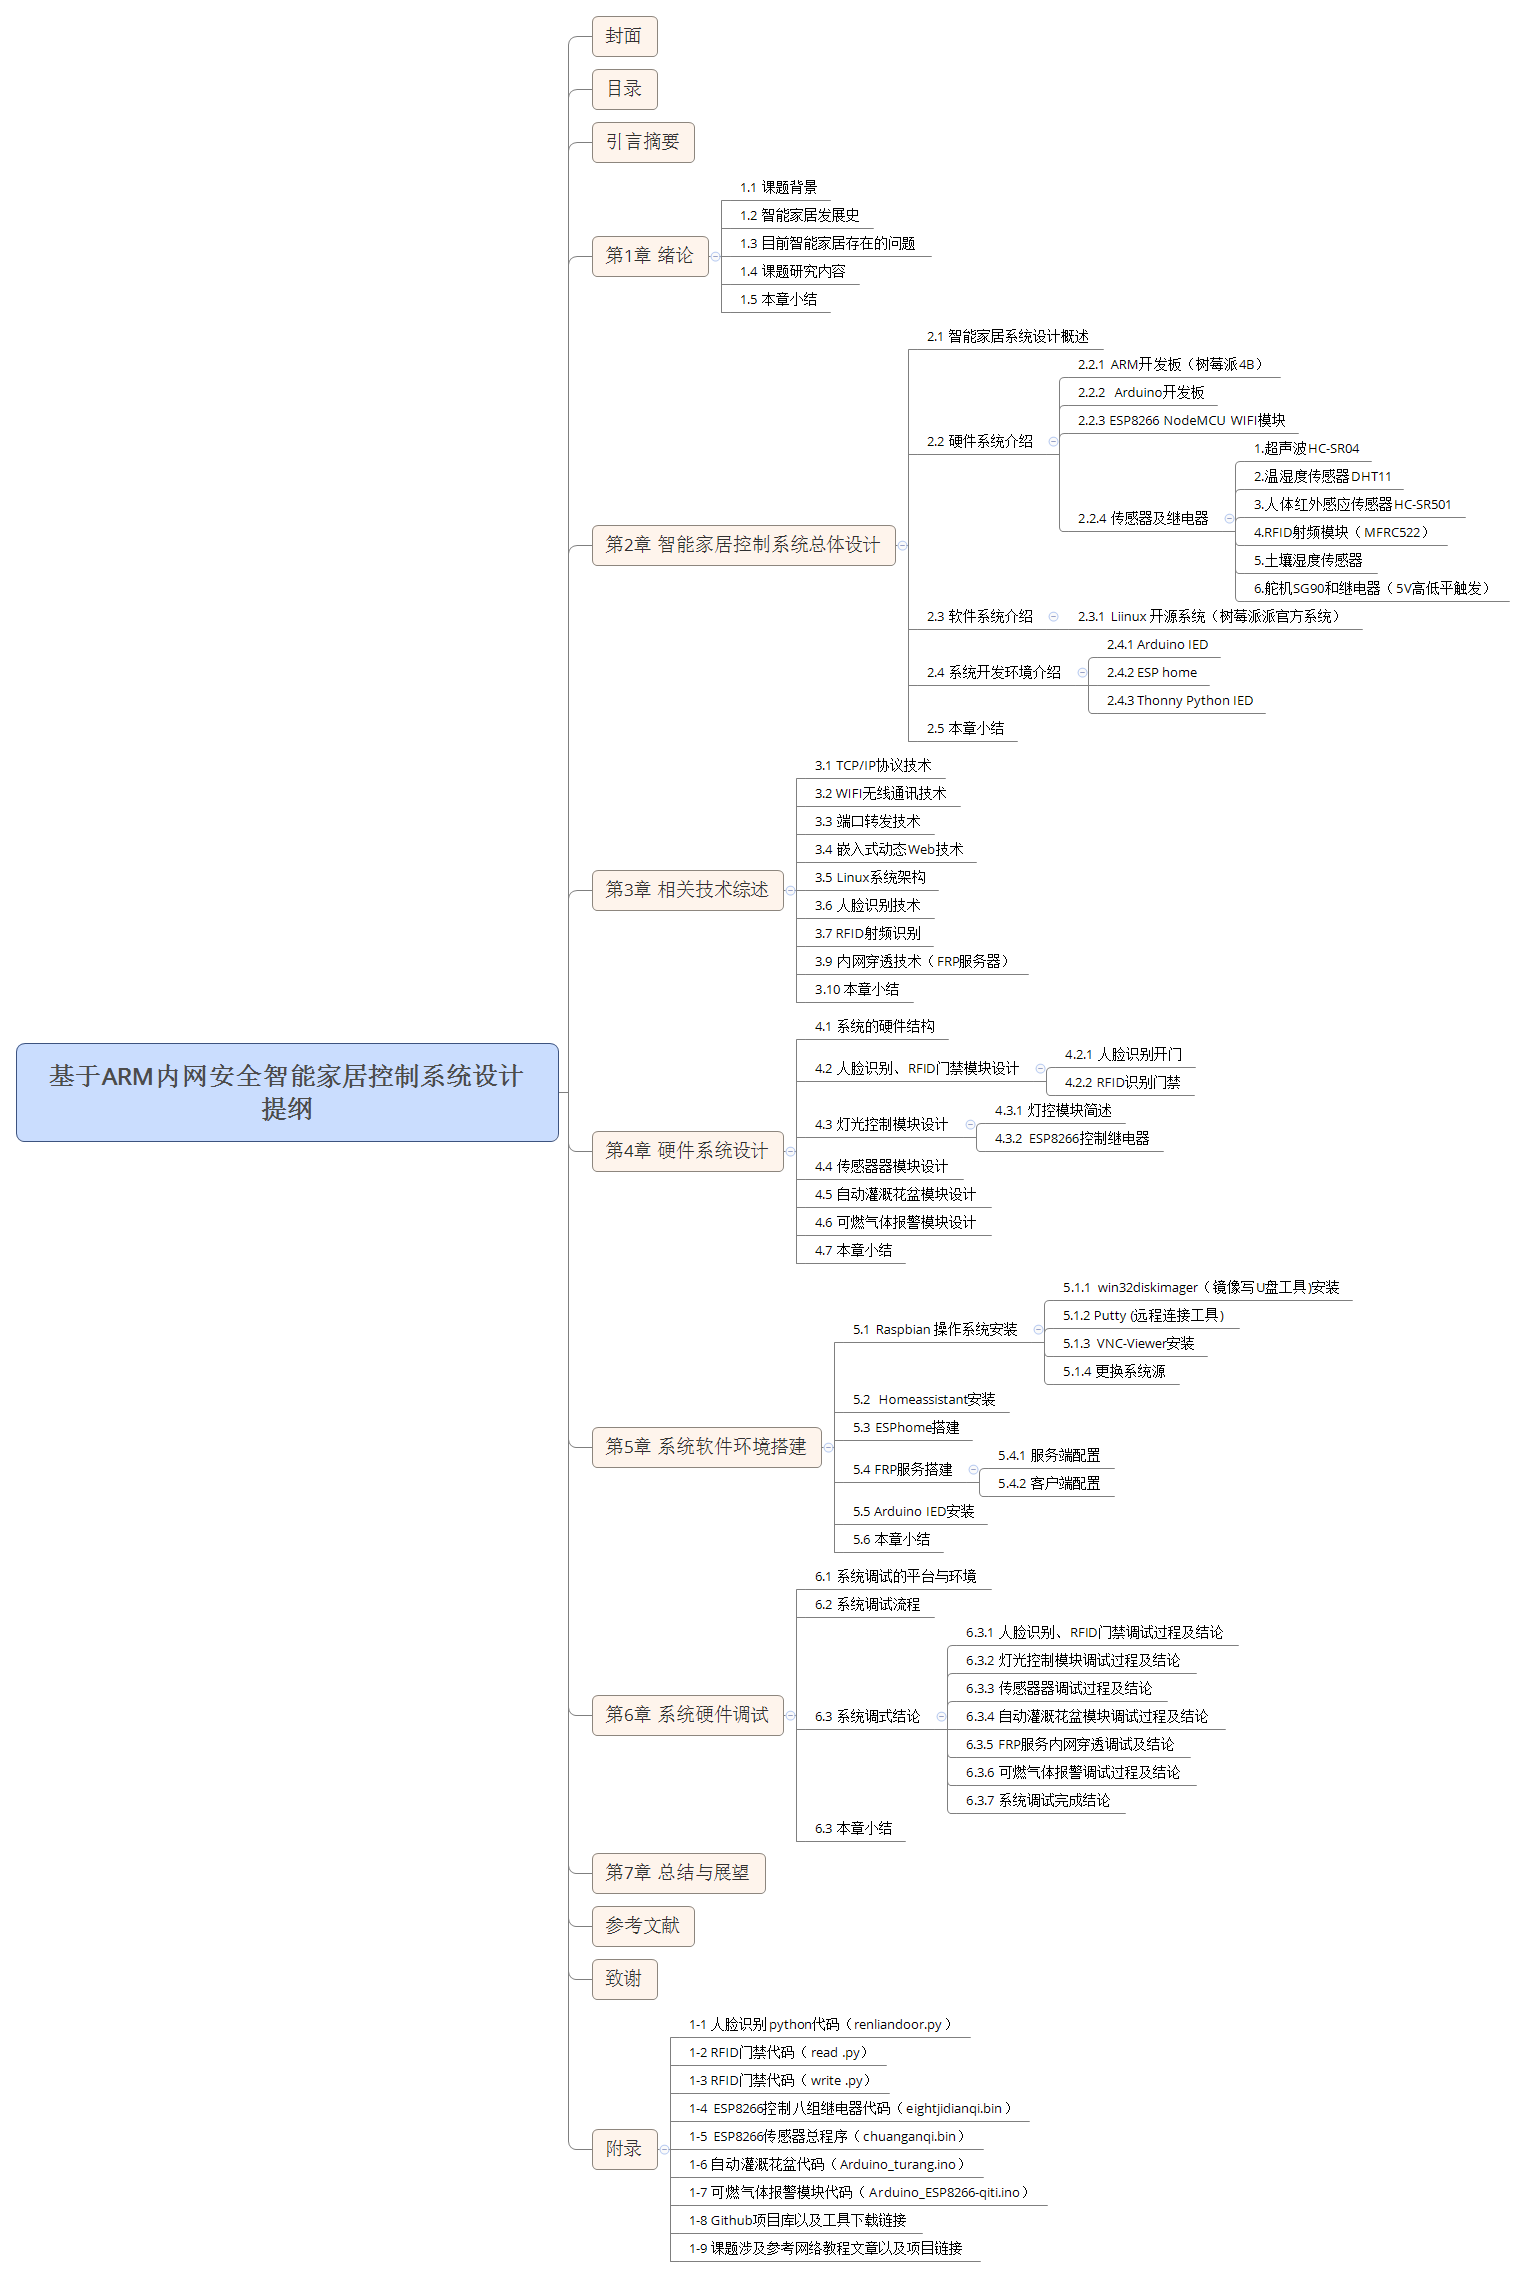 封面
目录
引言摘要
第1章 绪论
1.1 课题背景
1.2 智能家居发展史
1.3 目前智能家居存在的问题
1.4 课题研究内容
1.5 本章小结
第2章 智能家居控制系统总体设计
2.1 智能家居系统设计概述
2.2 硬件系统介绍
2.2.1 ARM开发板（树莓派4B）
2.2.2 Arduino开发板
2.2.3 ESP8266 NodeMCU WIFI模块
2.2.4 传感器及继电器
1.超声波HC-SR04
2.温湿度传感器DHT11
3.人体红外感应传感器HC-SR501
4.RFID射频模块（MFRC522）
5.土壤湿度传感器
6.舵机SG90和继电器（5V高低平触发）
2.3 软件系统介绍
2.3.1 Liinux 开源系统（树莓派派官方系统）
2.4 系统开发环境介绍
2.4.1 Arduino IED
2.4.2 ESP home
2.4.3 Thonny Python IED
2.5 本章小结
第3章 相关技术综述
3.1 TCP/IP协议技术
3.2 WIFI无线通讯技术
3.3 端口转发技术
3.4 嵌入式动态Web技术
3.5 Linux系统架构
3.6 人脸识别技术
3.7 RFID射频识别
3.9 内网穿透技术（FRP服务器）
3.10 本章小结
基于ARM内网安全智能家居控制系统设计
提纲
第4章 硬件系统设计
4.1 系统的硬件结构
4.2 人脸识别、RFID门禁模块设计
4.2.1 人脸识别开门
4.2.2 RFID识别门禁
4.3 灯光控制模块设计
4.3.1 灯控模块简述
4.3.2 ESP8266控制继电器
4.4 传感器器模块设计
4.5 自动灌溉花盆模块设计
4.6 可燃气体报警模块设计
4.7 本章小结
第5章 系统软件环境搭建
5.1 Raspbian 操作系统安装
5.1.1 win32diskimager（镜像写U盘工具)安装
5.1.2 Putty (远程连接工具)
5.1.3 VNC-Viewer安装
5.1.4 更换系统源
5.2 Homeassistant安装
5.3 ESPhome搭建
5.4 FRP服务搭建
5.4.1 服务端配置
5.4.2 客户端配置
5.5 Arduino IED安装
5.6 本章小结
第6章 系统硬件调试
6.1 系统调试的平台与环境
6.2 系统调试流程
6.3 系统调式结论
6.3.1 人脸识别、RFID门禁调试过程及结论
6.3.2 灯光控制模块调试过程及结论
6.3.3 传感器器调试过程及结论
6.3.4 自动灌溉花盆模块调试过程及结论
6.3.5 FRP服务内网穿透调试及结论
6.3.6 可燃气体报警调试过程及结论
6.3.7 系统调试完成结论
6.3 本章小结
第7章 总结与展望
参考文献
致谢
附录
1-1 人脸识别python代码（renliandoor.py ）
1-2 RFID门禁代码（ read .py）
1-3 RFID门禁代码（ write .py）
1-4 ESP8266控制八组继电器代码（eightjidianqi.bin ）
1-5 ESP8266传感器总程序（chuanganqi.bin）
1-6 自动灌溉花盆代码（Arduino_turang.ino）
1-7 可燃气体报警模块代码（ Arduino_ESP8266-qiti.ino）
1-8 Github项目库以及工具下载链接
1-9 课题涉及参考网络教程文章以及项目链接